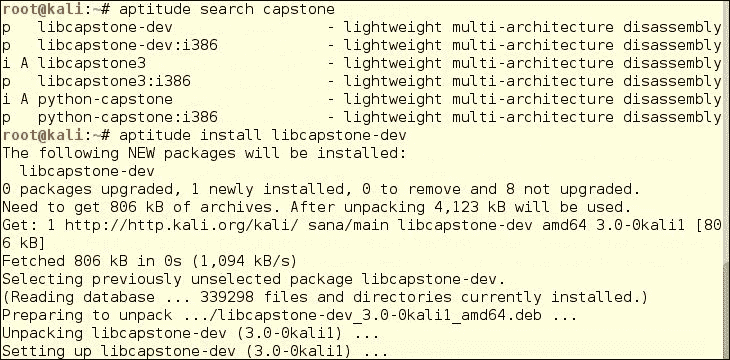 root@kali:~# aptitude search capstone
p   libcapstone-dev                 - lightweight multi-architecture disassembly
p   libcapstone-dev:i386            - lightweight multi-architecture disassembly
i A libcapstone3                    - lightweight multi-architecture disassembly
p   libcapstone3:i386               - lightweight multi-architecture disassembly
i A python-capstone                 - lightweight multi-architecture disassembly
p   python-capstone:i386            - lightweight multi-architecture disassembly
root@kali:~# aptitude install libcapstone-dev
The following NEW packages will be installed:
  libcapstone-dev
0 packages upgraded, 1 newly installed, 0 to remove and 8 not upgraded.
Need to get 806 kB of archives. After unpacking 4,123 kB will be used.
Get: 1 http://http.kali.org/kali/ sana/main libcapstone-dev amd64 3.0-0kali1 [80
6 kB]
Fetched 806 kB in 0s (1,094 kB/s)
Selecting previously unselected package libcapstone-dev.
(Reading database ... 339298 files and directories currently installed.)
Preparing to unpack .../libcapstone-dev_3.0-0kali1_amd64.deb ...
Unpacking libcapstone-dev (3.0-0kali1) ...
Setting up libcapstone-dev (3.0-0kali1) ...